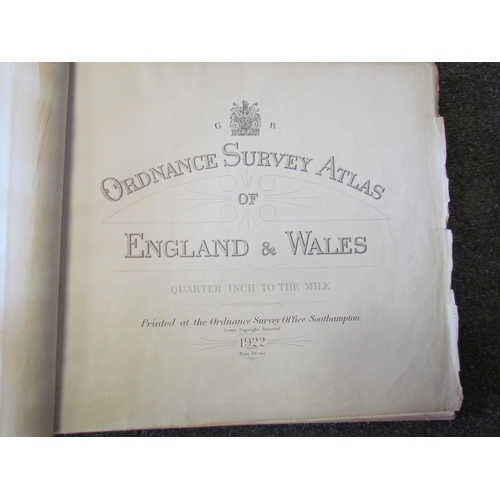 G R
ORDNANCE SURVEY ATLAS
OF
ENGLAND & WALES
QUARTER INCH TO THE MILE
Printed at the Ordnance Survey Office Southampton.
Crown Copyright Reserved
1922
Price